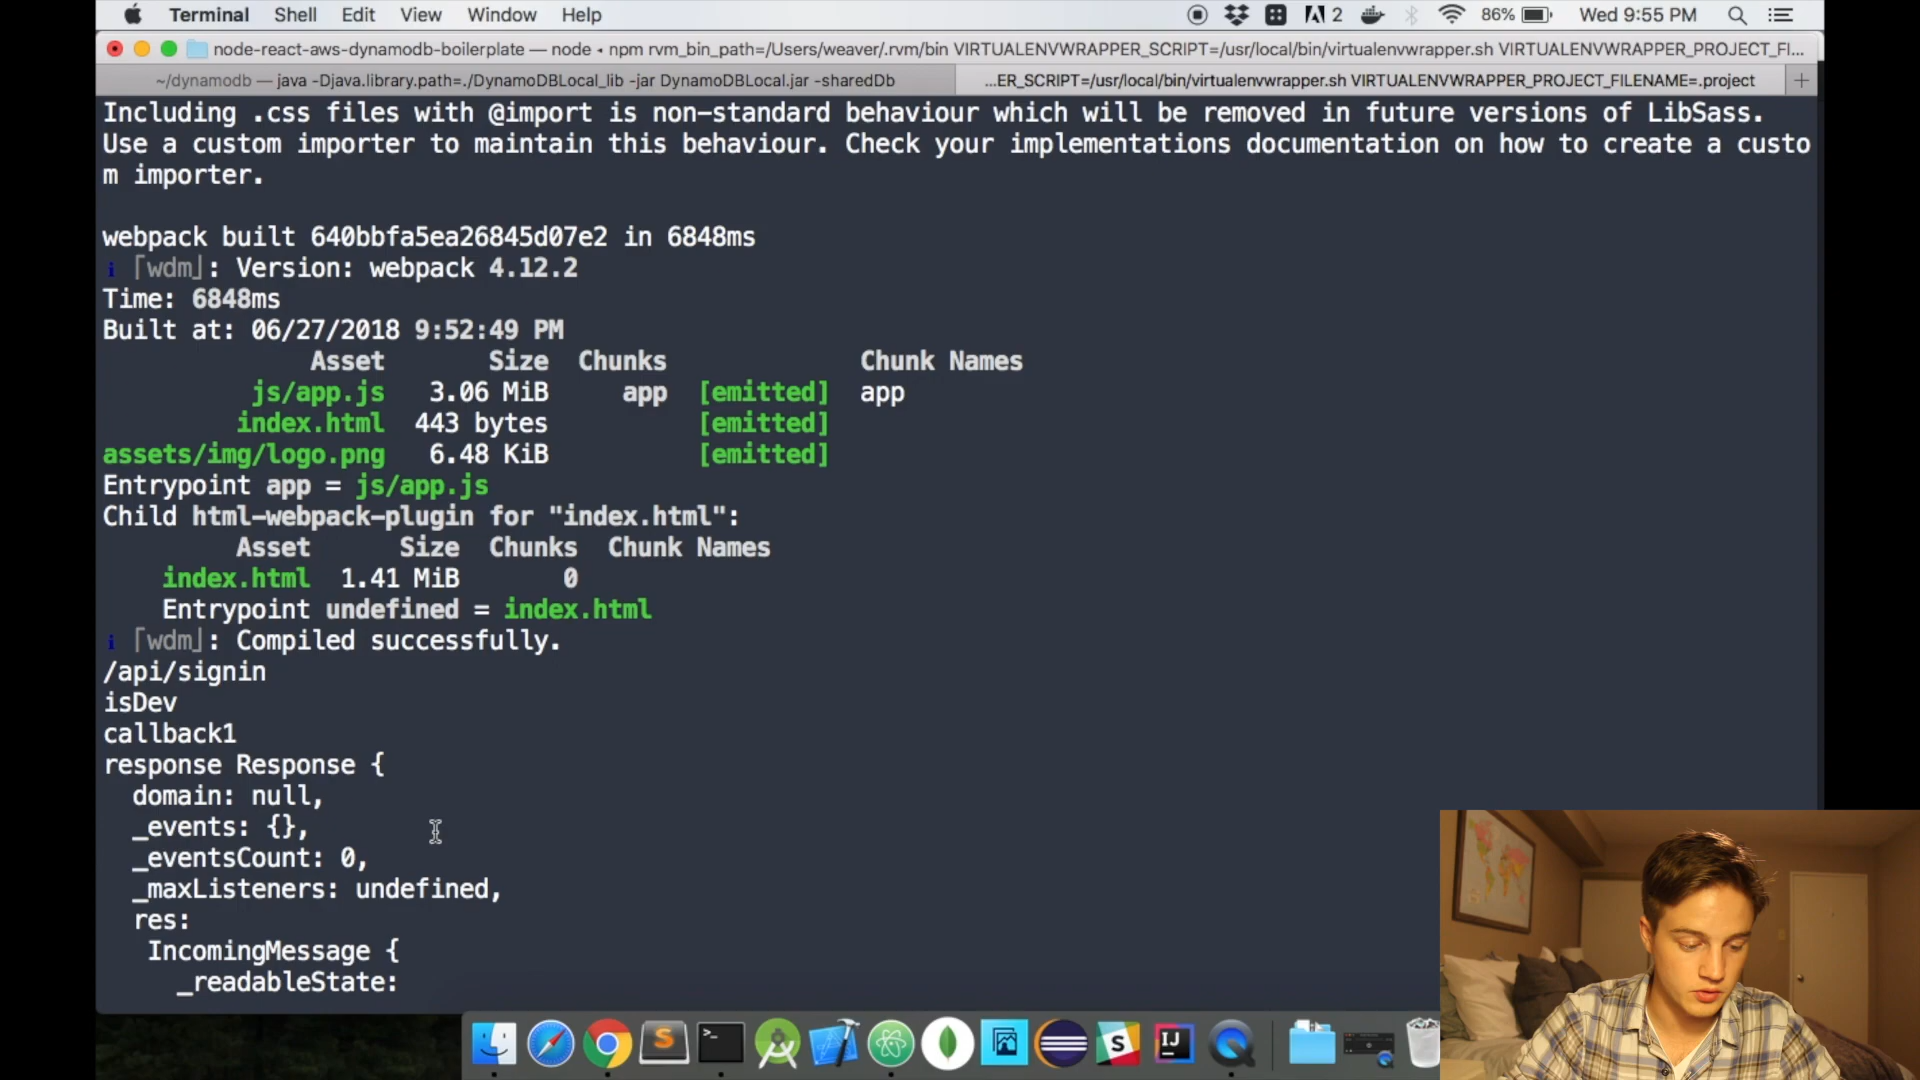 Terminal Shell Edit View Window Help 2 86% Wed 9:55 PM
node-react-aws-dynamodb-boilerplate — node ◂ npm rvm_bin_path=/Users/weaver/.rvm/bin VIRTUALENVWRAPPER_SCRIPT=/usr/local/bin/virtualenvwrapper.sh VIRTUALENVWRAPPER_PROJECT_FI...
~/dynamodb — java -Djava.library.path=./DynamoDBLocal_lib -jar DynamoDBLocal.jar -sharedDb ...ER_SCRIPT=/usr/local/bin/virtualenvwrapper.sh VIRTUALENVWRAPPER_PROJECT_FILENAME=.project +
Including .css files with @import is non-standard behaviour which will be removed in future versions of LibSass.
Use a custom importer to maintain this behaviour. Check your implementations documentation on how to create a custo
m importer.
webpack built 640bbfa5ea26845d07e2 in 6848ms
i ｢wdm｣: Version: webpack 4.12.2
Time: 6848ms
Built at: 06/27/2018 9:52:49 PM
Asset Size Chunks Chunk Names
js/app.js 3.06 MiB app [emitted] app
index.html 443 bytes [emitted]
assets/img/logo.png 6.48 KiB [emitted]
Entrypoint app = js/app.js
Child html-webpack-plugin for "index.html":
Asset Size Chunks Chunk Names
index.html 1.41 MiB 0
Entrypoint undefined = index.html
i ｢wdm｣: Compiled successfully.
/api/signin
isDev
callback1
response Response {
domain: null,
_events: {},
_eventsCount: 0,
_maxListeners: undefined,
res:
IncomingMessage {
_readableState:
S >_ S IJ